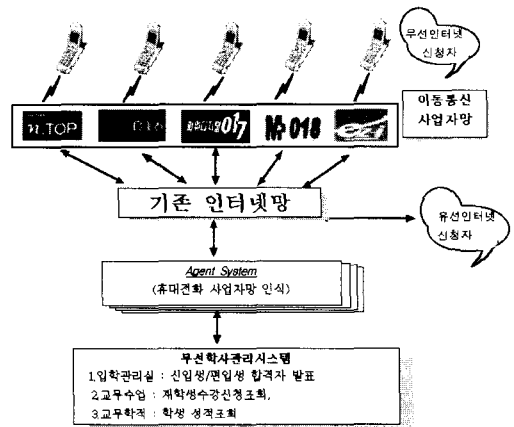 무선인터넷
신청자
이동통신
사업자망
n.TOP
017
018
기존 인터넷망
유선인터넷
신청자
Agent System
(휴대전화 사업자망 인식)
무선학사관리시스템
1.입학관리실 : 신입생/편입생 합격자 발표
2.교무수업 : 재학생수강신청조회,
3.교무학적 : 학생 성적조회